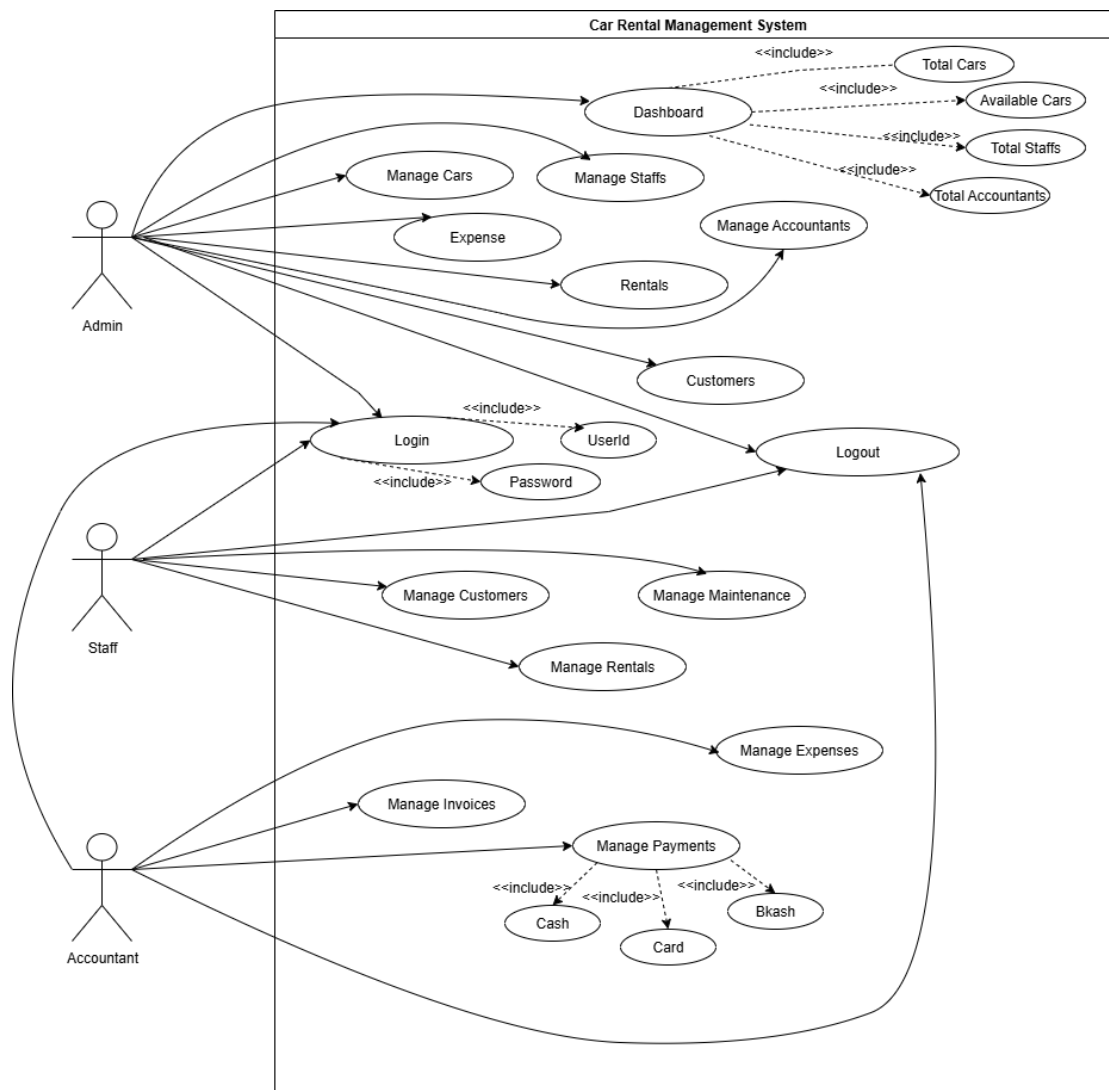 Car Rental Management System
<<include>>
Total Cars
<<include>>
Available Cars
Dashboard
<<include>>
Total Staffs
<<include>>
Total Accountants
Manage Cars
Manage Staffs
Manage Accountants
Expense
Rentals
Admin
Customers
<<include>>
Login
UserId
Logout
<<include>>
Password
Manage Customers
Manage Maintenance
Staff
Manage Rentals
Manage Expenses
Manage Invoices
Manage Payments
<<include>>
<<include>>
<<include>>
Cash
Card
Bkash
Accountant